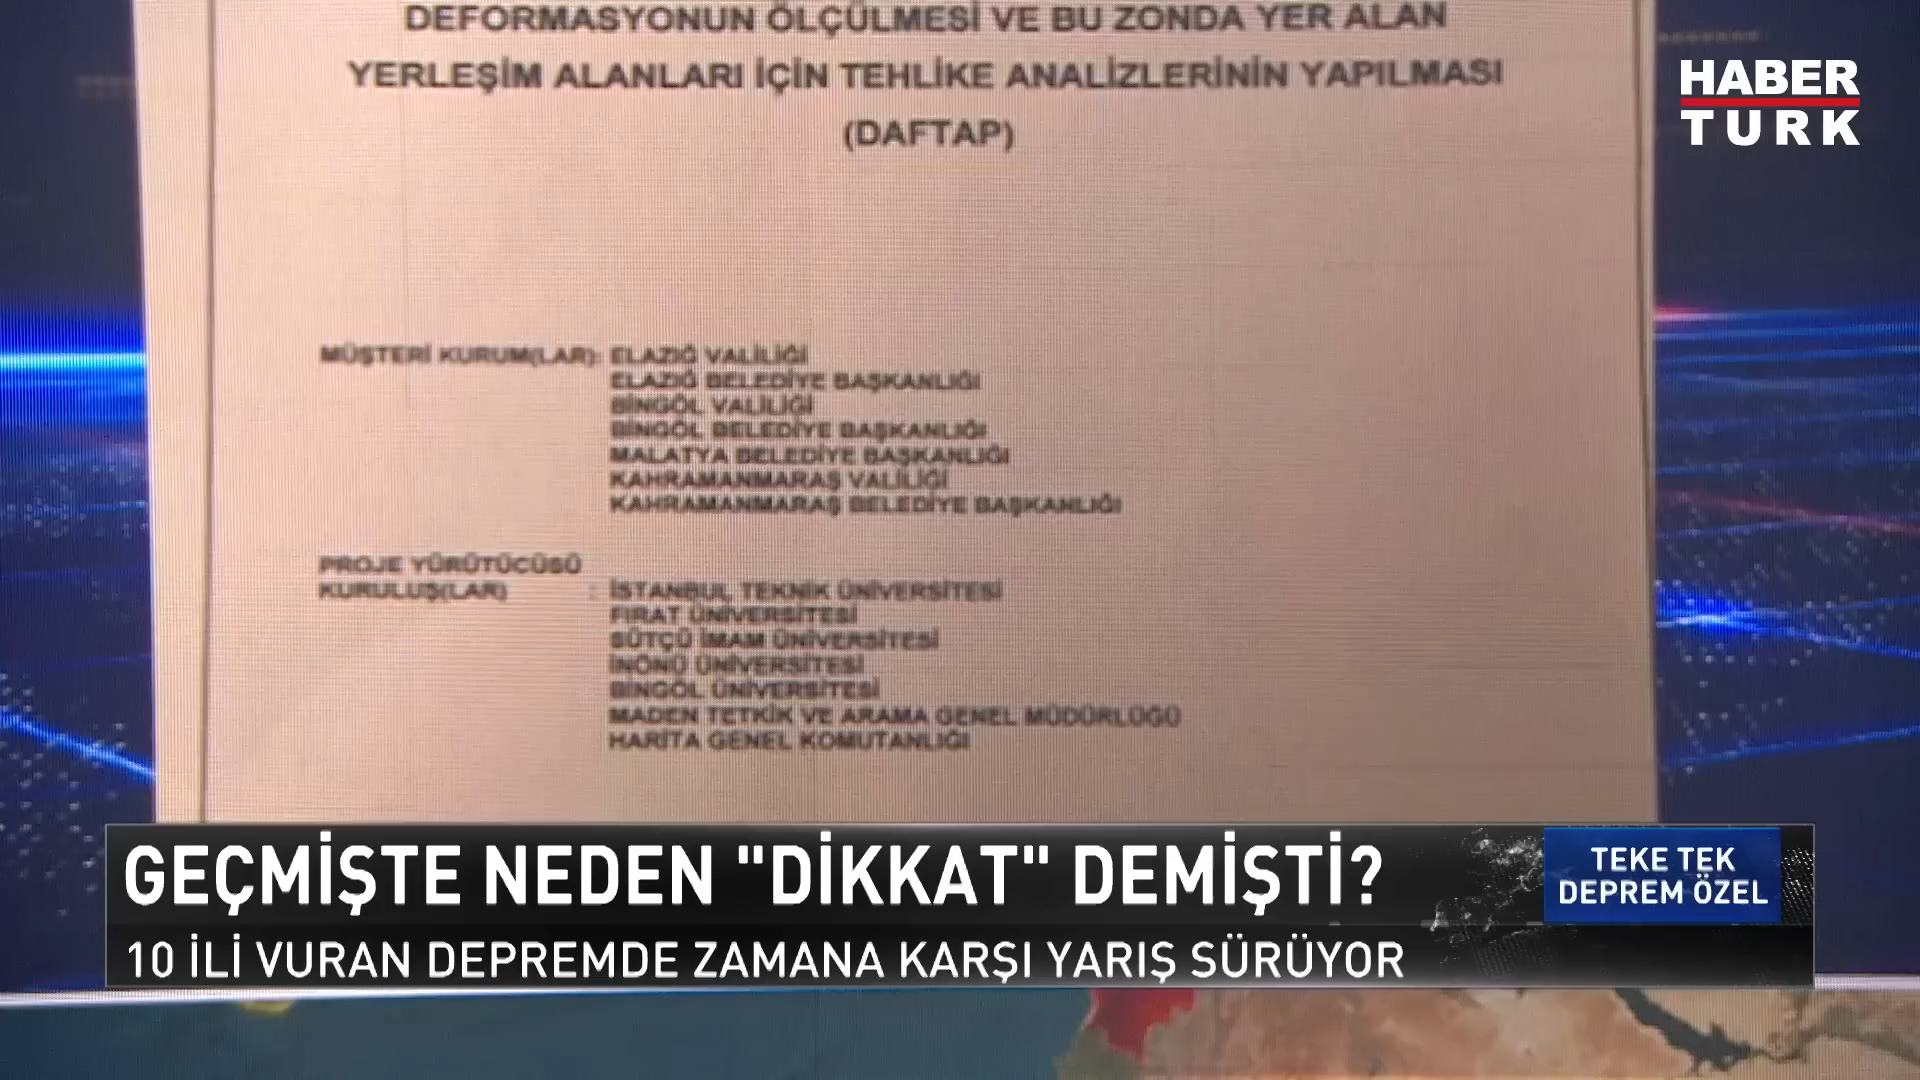 DEFORMASYONUN ÖLÇÜLMESİ VE BU ZONDA YER ALAN
YERLEŞİM ALANLARI İÇİN TEHLİKE ANALİZLERİNİN YAPILMASI
(DAFTAP)
HABER
TURK
MÜŞTERİ KURUM(LAR): ELAZIĞ VALİLİĞİ
ELAZIĞ BELEDİYE BAŞKANLIĞI
BİNGÖL VALİLİĞİ
BİNGÖL BELEDİYE BAŞKANLIĞI
MALATYA BELEDİYE BAŞKANLIĞI
KAHRAMANMARAŞ VALİLİĞİ
KAHRAMANMARAŞ BELEDİYE BAŞKANLIĞI
PROJE YÜRÜTÜCÜSÜ
KURULUŞ(LAR) : İSTANBUL TEKNİK ÜNİVERSİTESİ
FIRAT ÜNİVERSİTESİ
SÜTÇÜ İMAM ÜNİVERSİTESİ
İNÖNÜ ÜNİVERSİTESİ
BİNGÖL ÜNİVERSİTESİ
MADEN TETKİK VE ARAMA GENEL MÜDÜRLÜĞÜ
HARİTA GENEL KOMUTANLIĞI
GEÇMİŞTE NEDEN "DİKKAT" DEMİŞTİ?
TEKE TEK
DEPREM ÖZEL
10 İLİ VURAN DEPREMDE ZAMANA KARŞI YARIŞ SÜRÜYOR